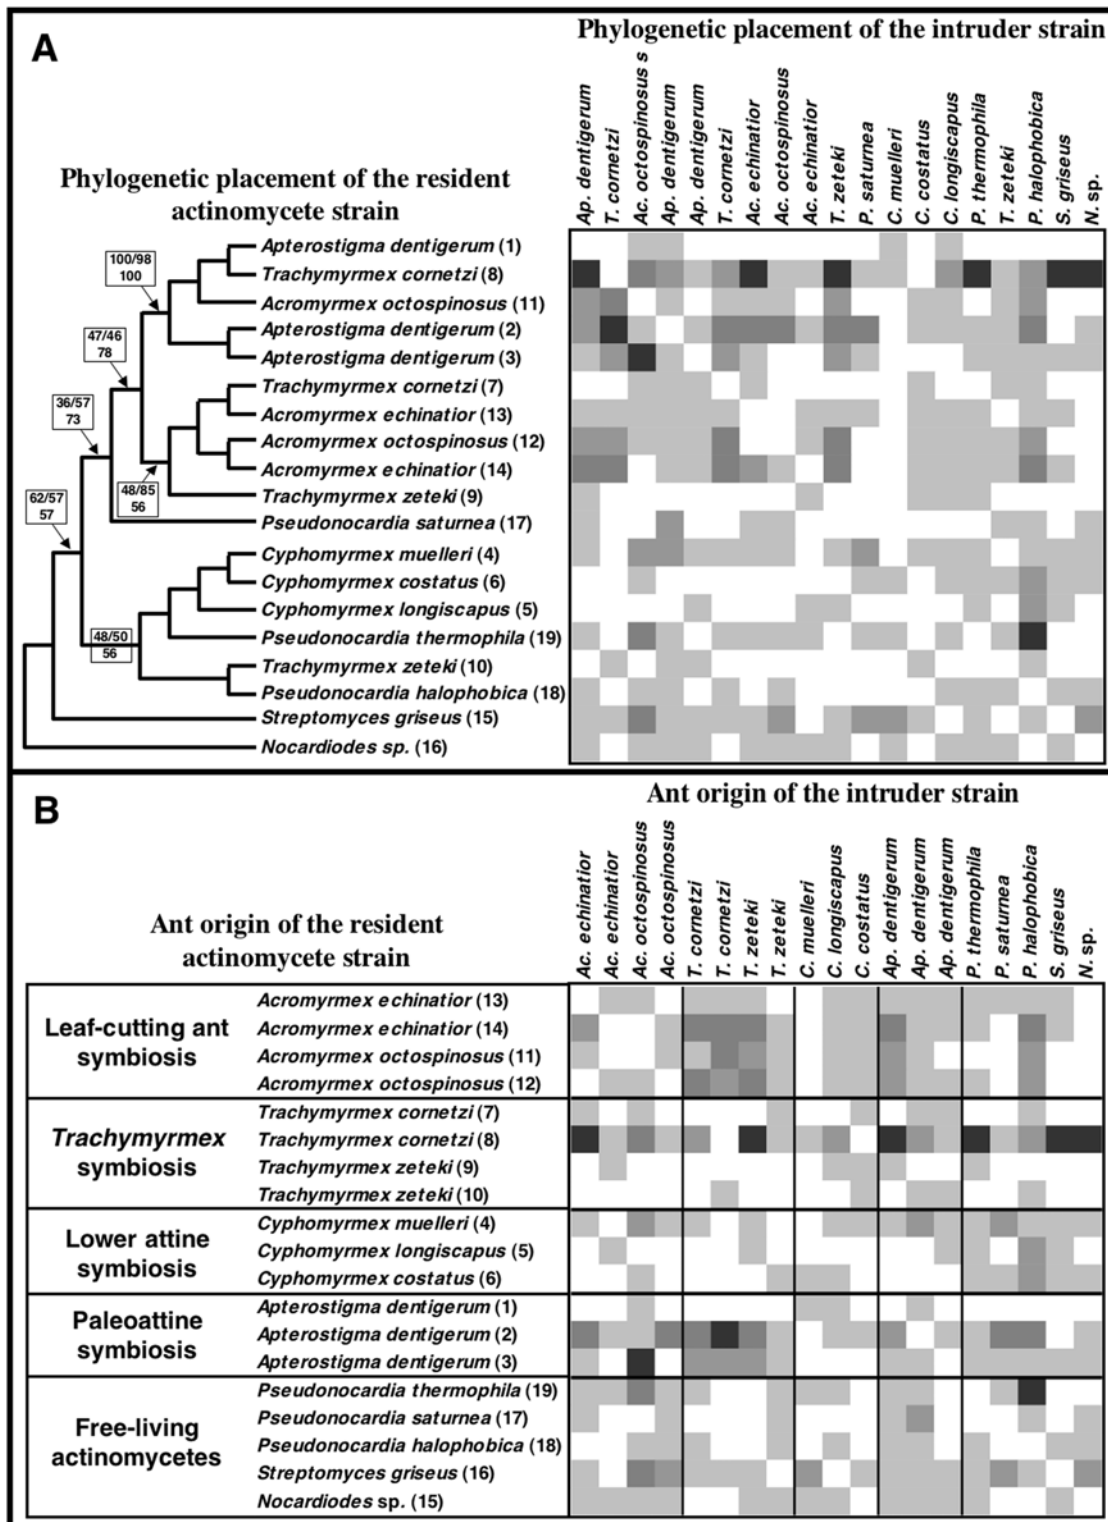 A
Phylogenetic placement of the intruder strain
Ap. dentigerum
T. cornetzi
Ac. octospinosus s
Ap. dentigerum
Ap. dentigerum
T. cornetzi
Ac. echinatior
Ac. octospinosus
Ac. echinatior
T. zeteki
P. saturnea
C. muelleri
C. costatus
C. longiscapus
P. thermophila
T. zeteki
P. halophobica
S. griseus
N. sp.
Phylogenetic placement of the resident
actinomycete strain
100/98
100
47/46
78
36/57
73
62/57
57
48/85
56
48/50
56
Apterostigma dentigerum (1)
Trachymyrmex cornetzi (8)
Acromyrmex octospinosus (11)
Apterostigma dentigerum (2)
Apterostigma dentigerum (3)
Trachymyrmex cornetzi (7)
Acromyrmex echinatior (13)
Acromyrmex octospinosus (12)
Acromyrmex echinatior (14)
Trachymyrmex zeteki (9)
Pseudonocardia saturnea (17)
Cyphomyrmex muelleri (4)
Cyphomyrmex costatus (6)
Cyphomyrmex longiscapus (5)
Pseudonocardia thermophila (19)
Trachymyrmex zeteki (10)
Pseudonocardia halophobica (18)
Streptomyces griseus (15)
Nocardiodes sp. (16)
B
Ant origin of the intruder strain
Ac. echinatior
Ac. echinatior
Ac. octospinosus
Ac. octospinosus
T. cornetzi
T. cornetzi
T. zeteki
T. zeteki
C. muelleri
C. longiscapus
C. costatus
Ap. dentigerum
Ap. dentigerum
Ap. dentigerum
P. thermophila
P. saturnea
P. halophobica
S. griseus
N. sp.
Ant origin of the resident
actinomycete strain
Leaf-cutting ant
symbiosis
Acromyrmex echinatior (13)
Acromyrmex echinatior (14)
Acromyrmex octospinosus (11)
Acromyrmex octospinosus (12)
Trachymyrmex
symbiosis
Trachymyrmex cornetzi (7)
Trachymyrmex cornetzi (8)
Trachymyrmex zeteki (9)
Trachymyrmex zeteki (10)
Lower attine
symbiosis
Cyphomyrmex muelleri (4)
Cyphomyrmex longiscapus (5)
Cyphomyrmex costatus (6)
Paleoattine
symbiosis
Apterostigma dentigerum (1)
Apterostigma dentigerum (2)
Apterostigma dentigerum (3)
Free-living
actinomycetes
Pseudonocardia thermophila (19)
Pseudonocardia saturnea (17)
Pseudonocardia halophobica (18)
Streptomyces griseus (16)
Nocardiodes sp. (15)